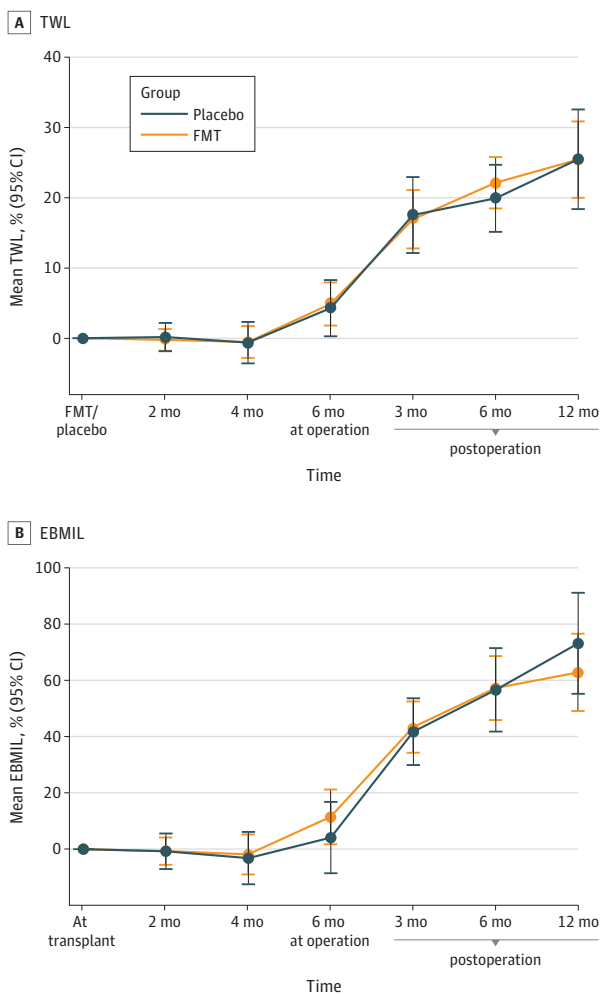 A TWL
40
30
20
10
0
Mean TWL, % (95% CI)
Group
Placebo
FMT
FMT/
placebo
2 mo
4 mo
6 mo
at operation
3 mo
6 mo
12 mo
postoperation
Time
B EBMIL
100
80
60
40
20
0
Mean EBMIL, % (95% CI)
At
transplant
2 mo
4 mo
6 mo
at operation
3 mo
6 mo
12 mo
postoperation
Time